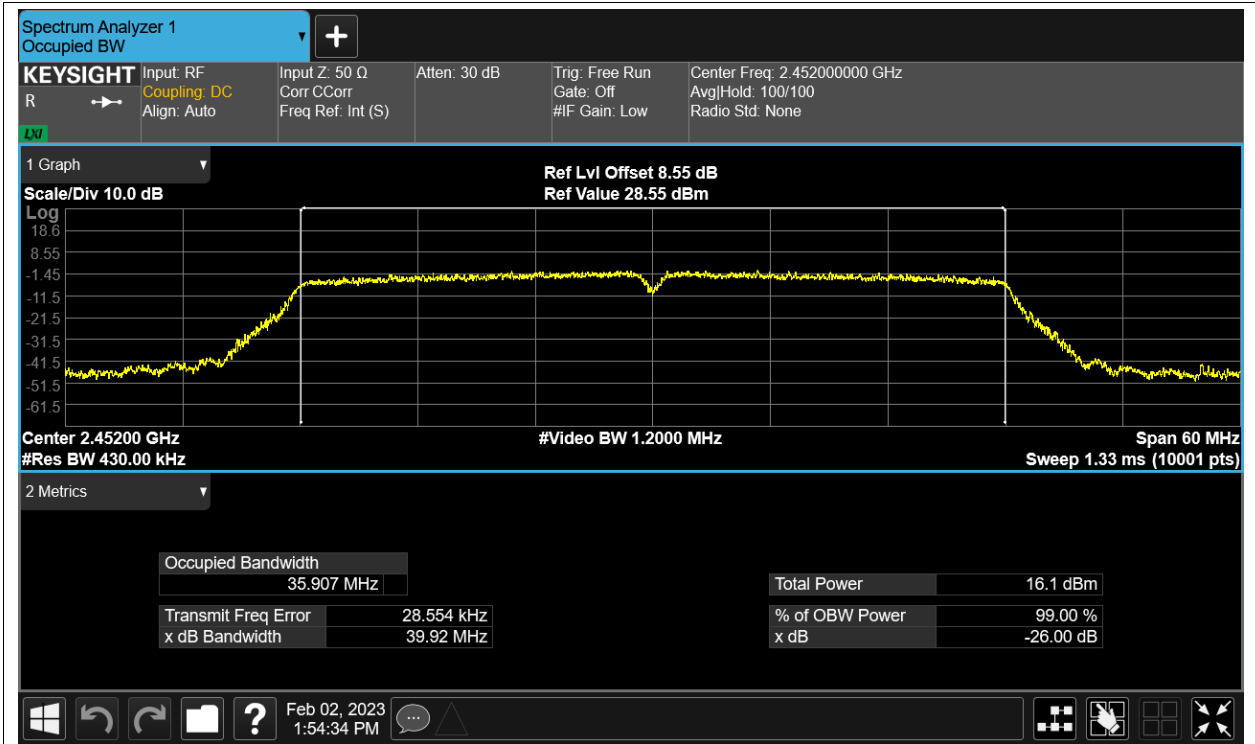 Spectrum Analyzer 1
Occupied BW
KEYSIGHT
R
LXI
Input: RF
Coupling: DC
Align: Auto
Input Z: 50 Ω
Corr CCorr
Freq Ref: Int (S)
Atten: 30 dB
Trig: Free Run
Gate: Off
#IF Gain: Low
Center Freq: 2.452000000 GHz
Avg|Hold: 100/100
Radio Std: None
1 Graph
Scale/Div 10.0 dB
Ref Lvl Offset 8.55 dB
Ref Value 28.55 dBm
Log
18.6
8.55
-1.45
-11.5
-21.5
-31.5
-41.5
-51.5
-61.5
Center 2.45200 GHz
#Video BW 1.2000 MHz
Span 60 MHz
#Res BW 430.00 kHz
Sweep 1.33 ms (10001 pts)
2 Metrics
Occupied Bandwidth
35.907 MHz
Transmit Freq Error 28.554 kHz
x dB Bandwidth 39.92 MHz
Total Power 16.1 dBm
% of OBW Power 99.00 %
x dB -26.00 dB
?
Feb 02, 2023
1:54:34 PM